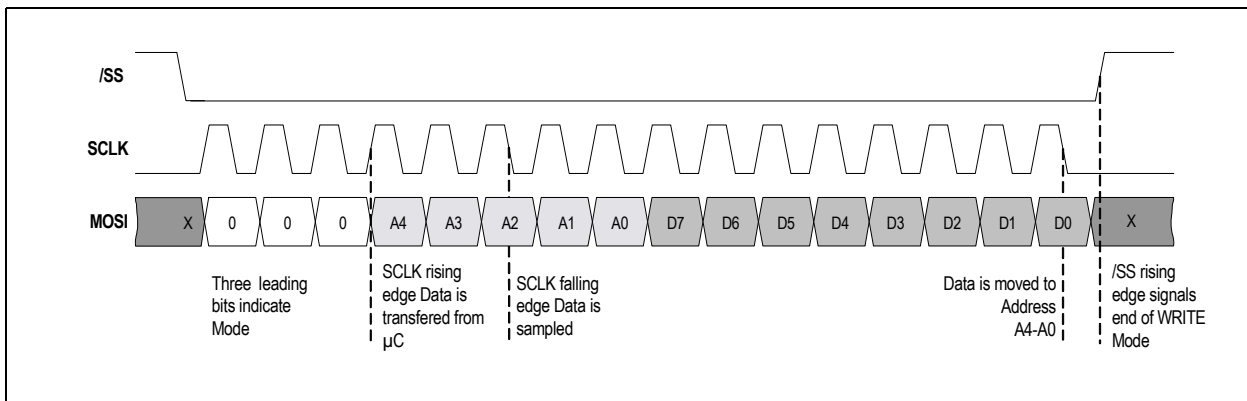 /SS
SCLK
MOSI
X 0 0 0 A4 A3 A2 A1 A0 D7 D6 D5 D4 D3 D2 D1 D0 X
Three leading
bits indicate
Mode
SCLK rising
edge Data is
transfered from
µC
SCLK falling
edge Data is
sampled
Data is moved to
Address
A4-A0
/SS rising
edge signals
end of WRITE
Mode